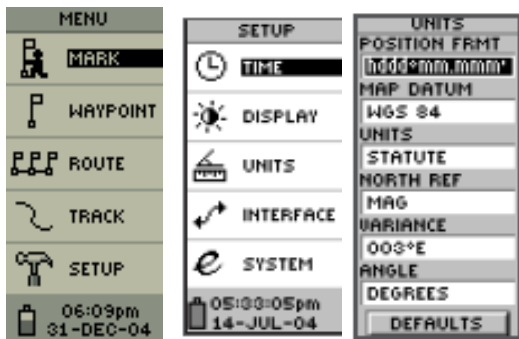 MENU
MARK
WAYPOINT
ROUTE
TRACK
SETUP
06:09pm
31-DEC-04
SETUP
TIME
DISPLAY
UNITS
INTERFACE
SYSTEM
05:33:05pm
14-JUL-04
UNITS
POSITION FRMT
hddd°mm.mmm'
MAP DATUM
WGS 84
UNITS
STATUTE
NORTH REF
MAG
VARIANCE
003°E
ANGLE
DEGREES
DEFAULTS